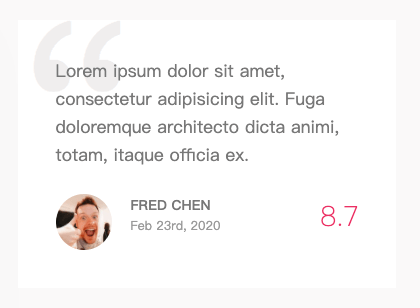 “
Lorem ipsum dolor sit amet,
consectetur adipisicing elit. Fuga
doloremque architecto dicta animi,
totam, itaque officia ex.
FRED CHEN
Feb 23rd, 2020
8.7